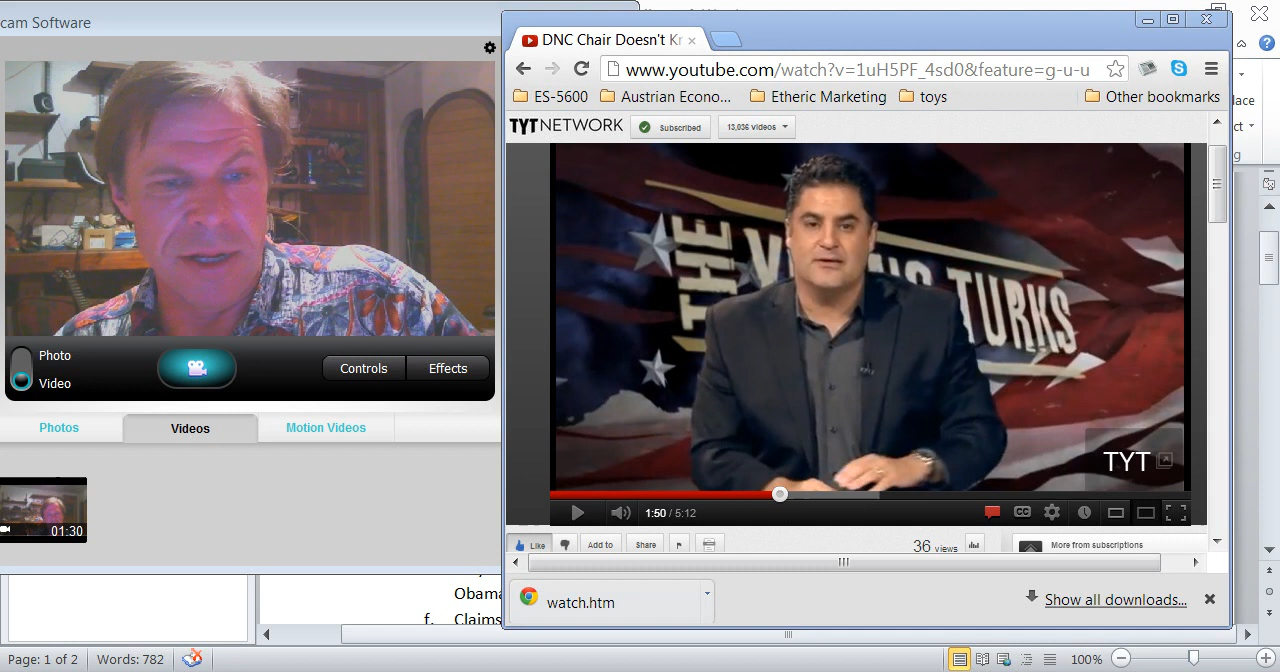 cam Software
Photo
Video
Controls
Effects
Photos
Videos
Motion Videos
01:30
DNC Chair Doesn't Kr
www.youtube.com/watch?v=1uH5PF_4sd0&feature=g-u-u
ES-5600
Austrian Econo...
Etheric Marketing
toys
Other bookmarks
TYT NETWORK
Subscribed
13,036 videos
THE
TURKS
TYT
1:50 / 5:12
CC
Like
Add to
Share
36 views
More from subscriptions
watch.htm
Show all downloads...
lace
ct
g
Obama
f. Claims
Page: 1 of 2
Words: 782
100%